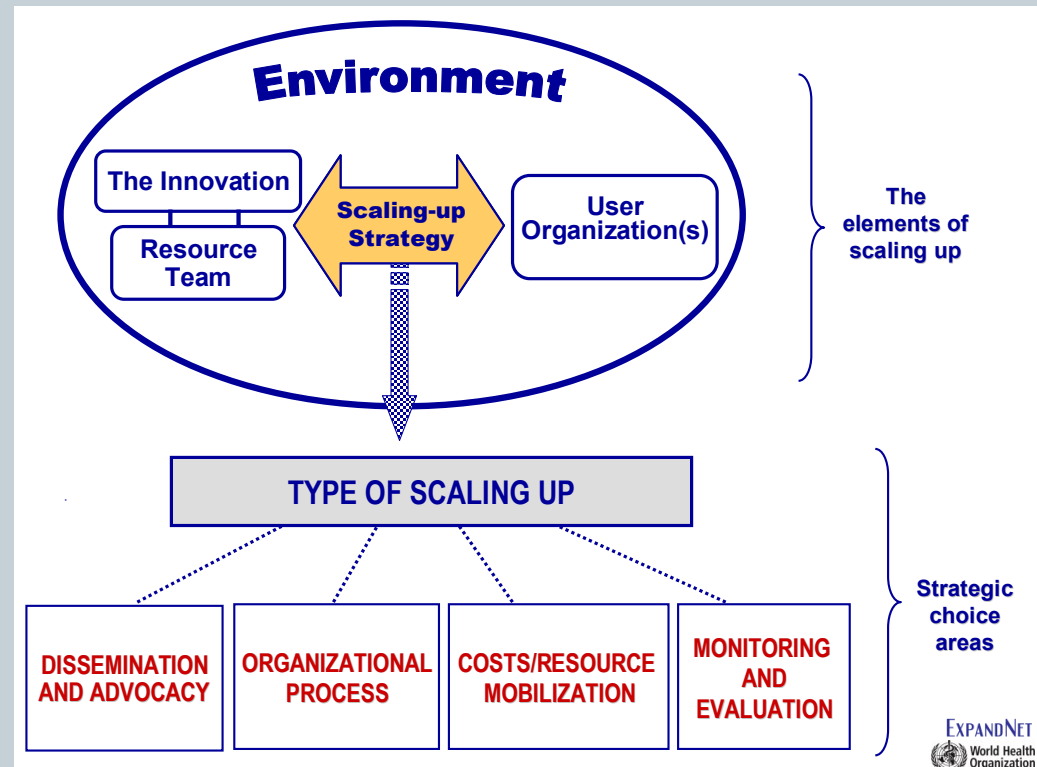 Environment
The Innovation
Resource
Team
Scaling-up
Strategy
User
Organization(s)
The
elements of
scaling up
TYPE OF SCALING UP
DISSEMINATION
AND ADVOCACY
ORGANIZATIONAL
PROCESS
COSTS/RESOURCE
MOBILIZATION
MONITORING
AND
EVALUATION
Strategic
choice
areas
EXPANDNET
World Health
Organization